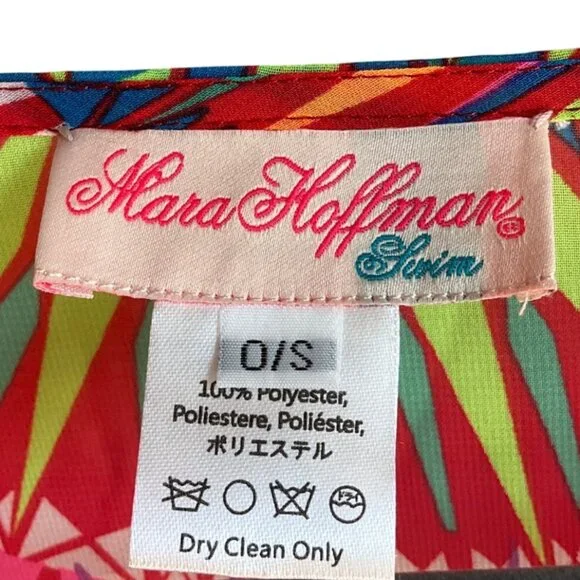 Mara Hoffman®
Swim
O/S
100% Polyester,
Poliestere, Poliéster,
ポリエステル
Dry Clean Only